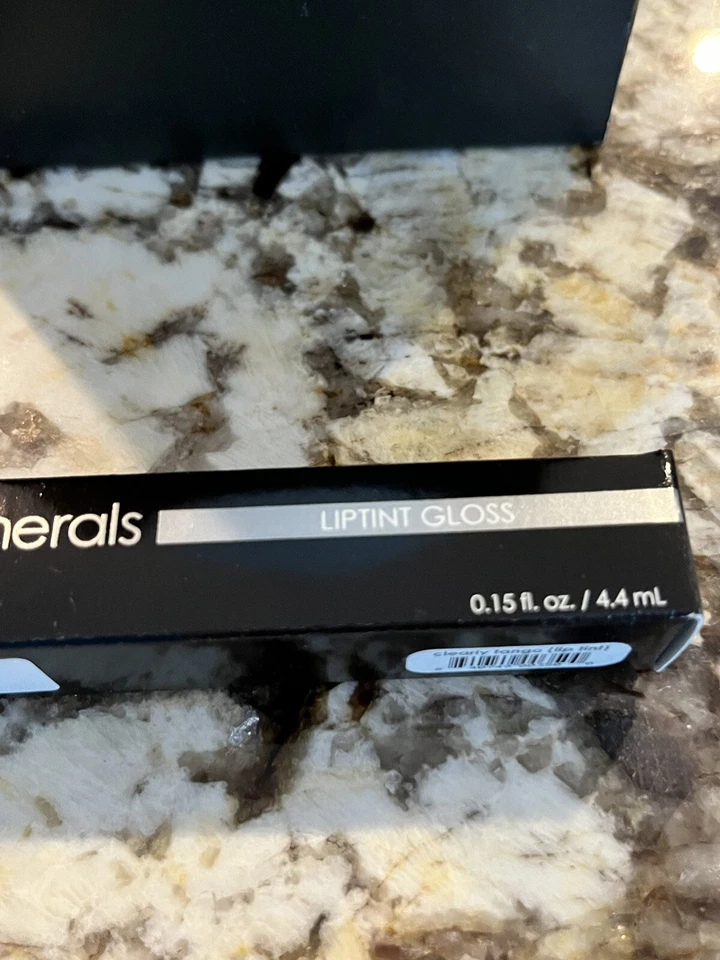 nerals
LIPTINT GLOSS
0.15 fl. oz. / 4.4 mL
clearly tango (lip tint)